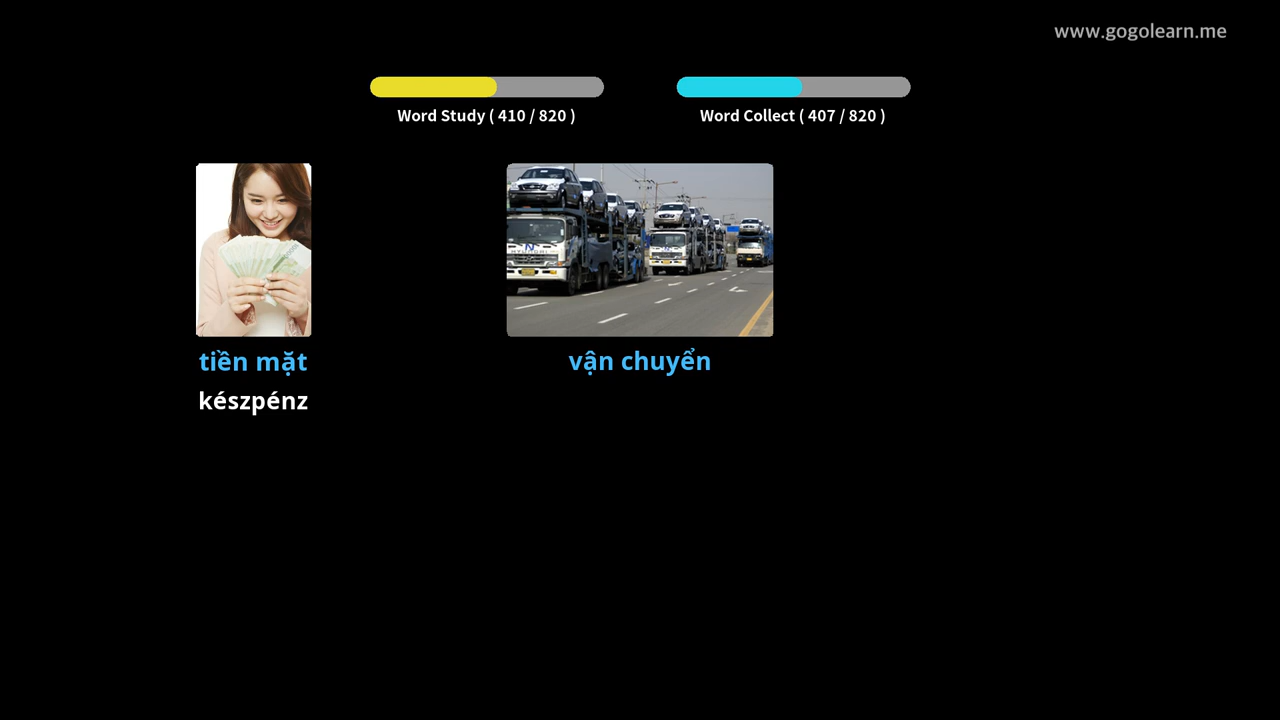 www.gogolearn.me
Word Study ( 410 / 820 )
Word Collect ( 407 / 820 )
tiền mặt
vận chuyển
készpénz